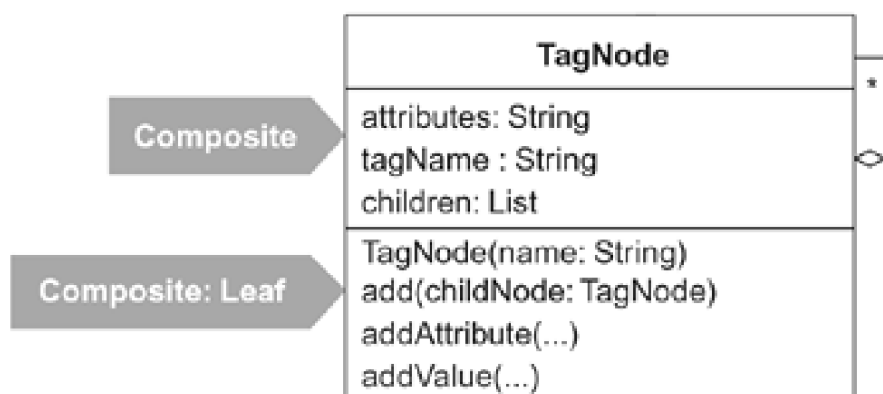 TagNode
*
Composite
attributes: String
tagName : String
children: List
Composite: Leaf
TagNode(name: String)
add(childNode: TagNode)
addAttribute(...)
addValue(...)